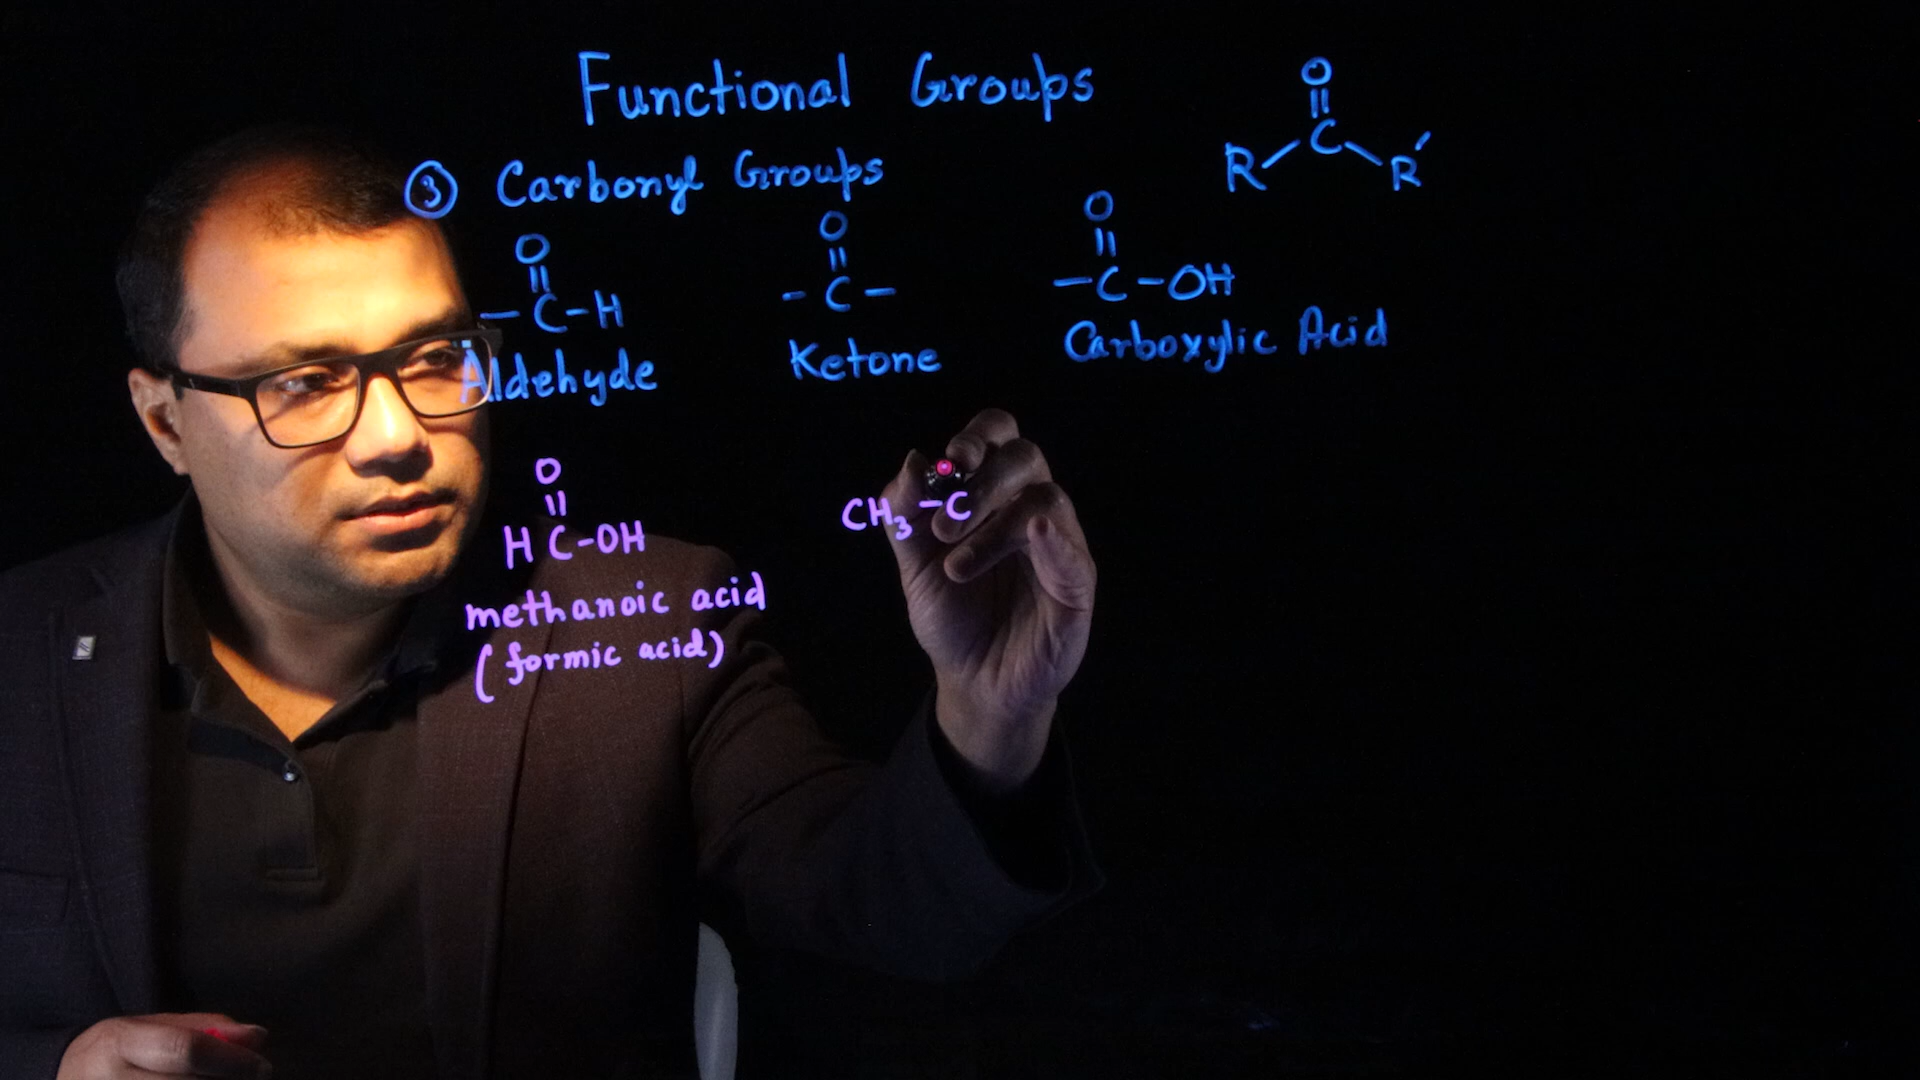 Functional Groups
O
||
C
R R'
③ Carbonyl Groups
O
||
-C-H
Aldehyde
O
||
-C-
Ketone
O
||
-C-OH
Carboxylic Acid
O
||
H C-OH
methanoic acid
(formic acid)
CH₃-C